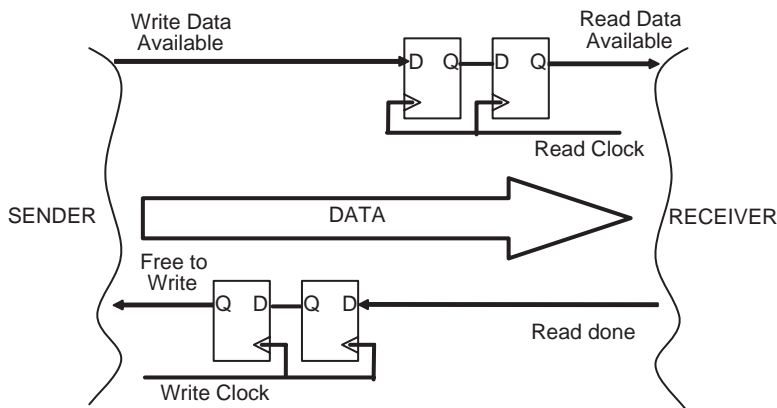 Write Data
Available
Read Data
Available
D Q D Q
Read Clock
SENDER
DATA
RECEIVER
Free to
Write
Q D Q D
Read done
Write Clock